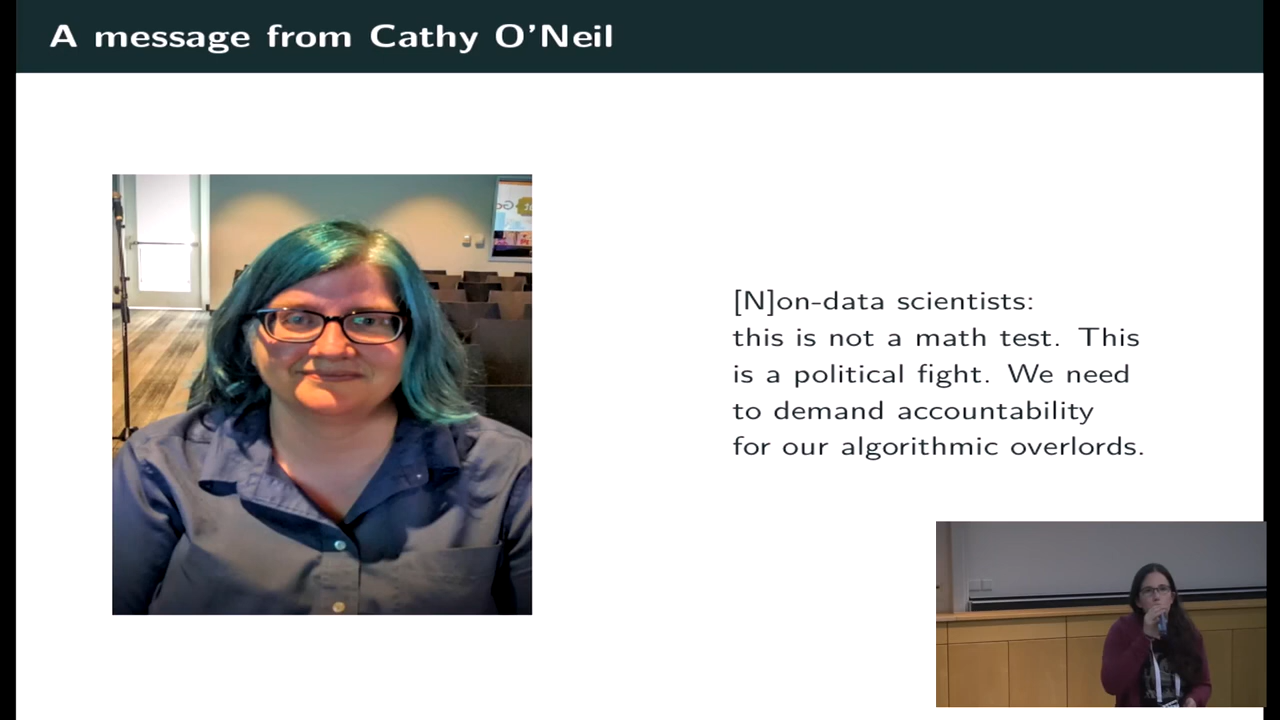 A message from Cathy O'Neil
[N]on-data scientists:
this is not a math test. This
is a political fight. We need
to demand accountability
for our algorithmic overlords.